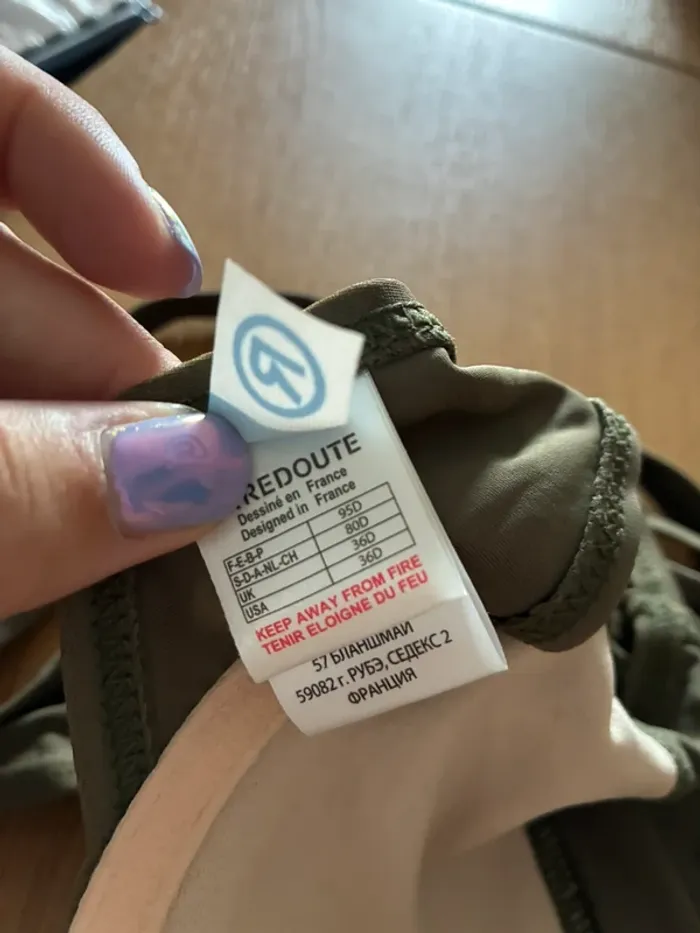 REDOUTE
Dessiné en France
Designed in France
F-E-B-P 95D
S-D-A-NL-CH 80D
UK 36D
USA 36D
KEEP AWAY FROM FIRE
TENIR ELOIGNE DU FEU
57 БЛАНШМАЙ
59082 г. РУБЭ, СЕДЕКС 2
ФРАНЦИЯ